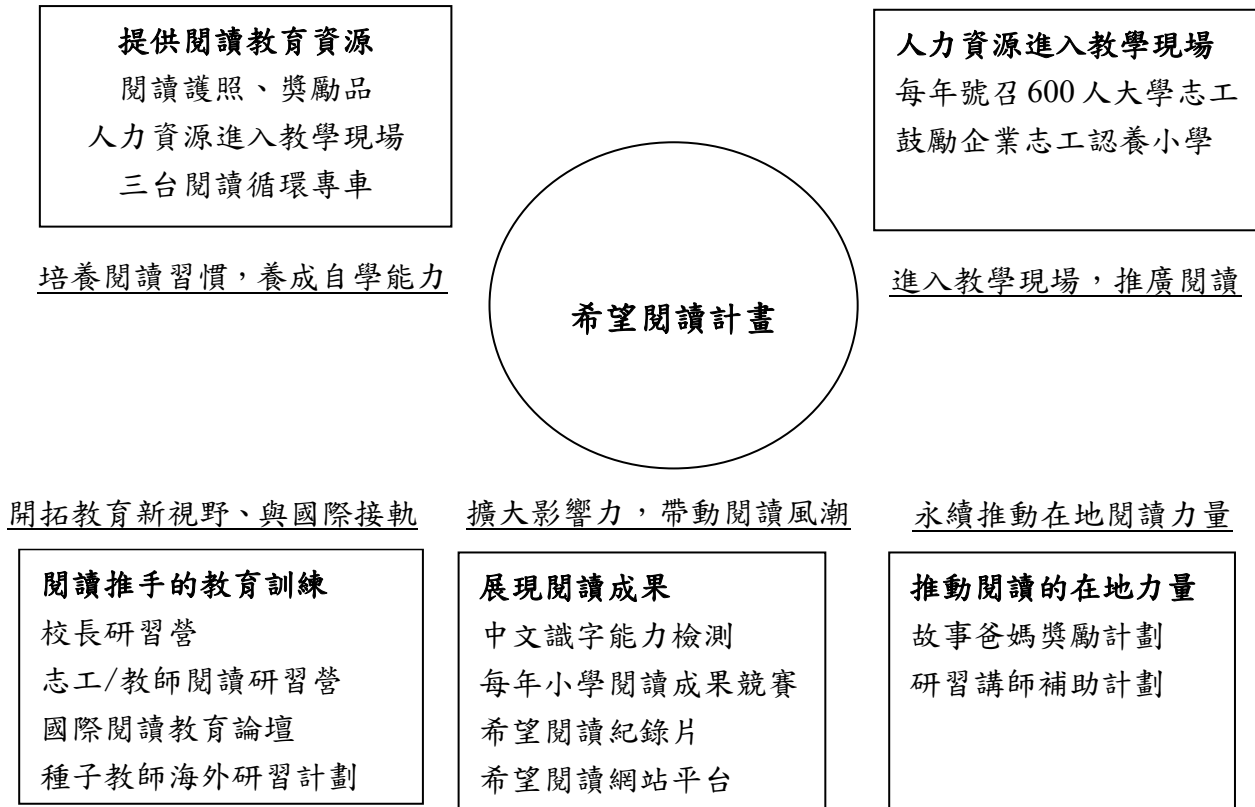 提供閱讀教育資源
閱讀護照、獎勵品
人力資源進入教學現場
三台閱讀循環專車
培養閱讀習慣，養成自學能力
人力資源進入教學現場
每年號召 600 人大學志工
鼓勵企業志工認養小學
進入教學現場，推廣閱讀
希望閱讀計畫
開拓教育新視野、與國際接軌
閱讀推手的教育訓練
校長研習營
志工/教師閱讀研習營
國際閱讀教育論壇
種子教師海外研習計劃
擴大影響力，帶動閱讀風潮
展現閱讀成果
中文識字能力檢測
每年小學閱讀成果競賽
希望閱讀紀錄片
希望閱讀網站平台
永續推動在地閱讀力量
推動閱讀的在地力量
故事爸媽獎勵計劃
研習講師補助計劃